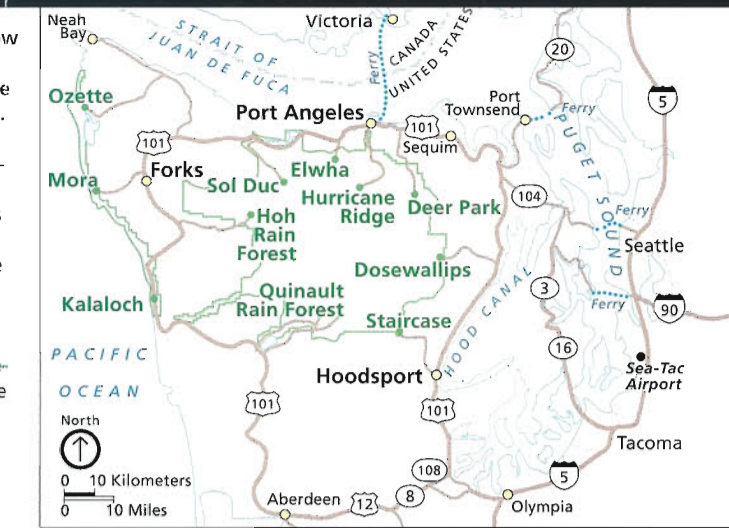 Neah
Bay
Victoria
STRAIT OF
JUAN DE FUCA
Ferry
CANADA
UNITED STATES
20
5
ow
e
.
Ozette
Port Angeles
101
Sequim
Port
Townsend
Ferry
PUGET SOUND
101
Forks
Elwha
Sol Duc
Mora
Hurricane
Ridge
Deer Park
104
Ferry
Hoh
Rain
Forest
Seattle
Dosewallips
Kalaloch
Quinault
Rain Forest
Staircase
HOOD CANAL
3
Ferry
90
16
PACIFIC
OCEAN
Sea-Tac
Airport
Hoodsport
101
101
North
0 10 Kilometers
0 10 Miles
Tacoma
108
5
8
12
Aberdeen
Olympia